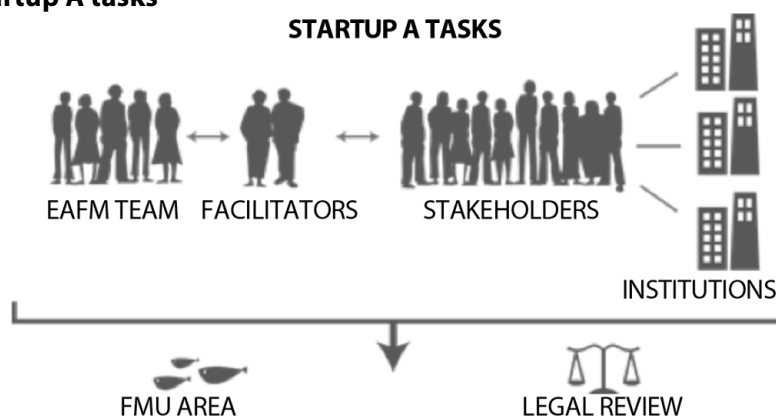 STARTUP A TASKS
EAFM TEAM
FACILITATORS
STAKEHOLDERS
INSTITUTIONS
FMU AREA
LEGAL REVIEW